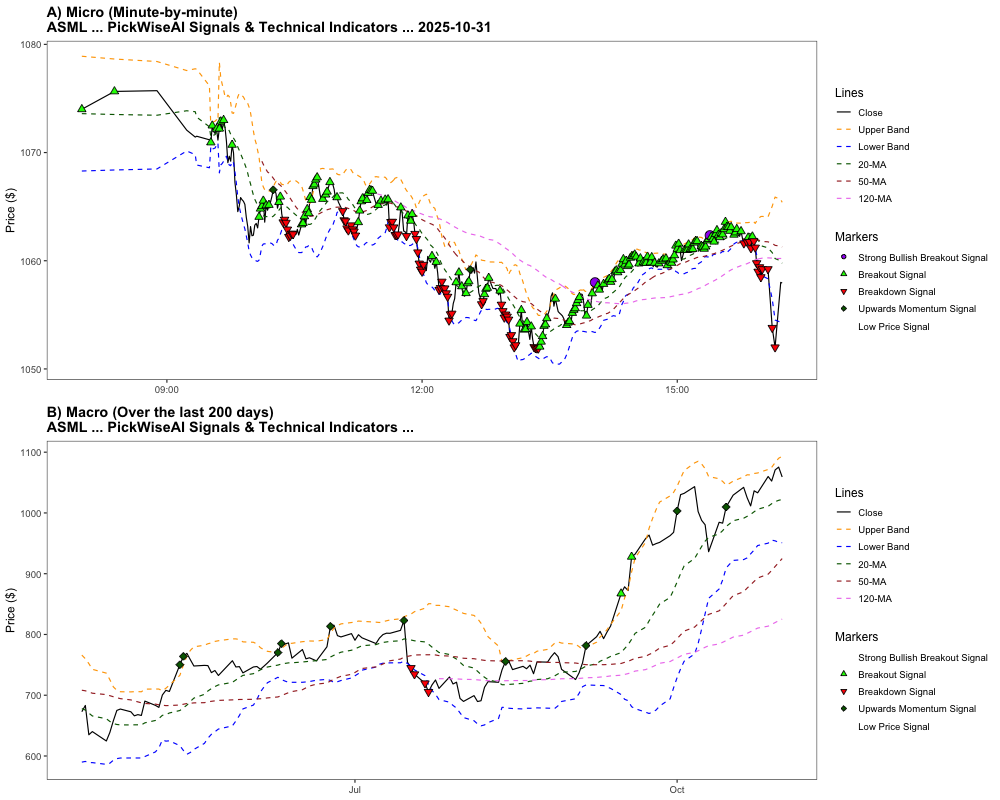 A) Micro (Minute-by-minute)
ASML ... PickWiseAI Signals & Technical Indicators ... 2025-10-31
Price ($)
1080
1070
1060
1050
09:00
12:00
15:00
Lines
Close
Upper Band
Lower Band
20-MA
50-MA
120-MA
Markers
Strong Bullish Breakout Signal
Breakout Signal
Breakdown Signal
Upwards Momentum Signal
Low Price Signal
B) Macro (Over the last 200 days)
ASML ... PickWiseAI Signals & Technical Indicators ...
Price ($)
1100
1000
900
800
700
600
Jul
Oct
Lines
Close
Upper Band
Lower Band
20-MA
50-MA
120-MA
Markers
Strong Bullish Breakout Signal
Breakout Signal
Breakdown Signal
Upwards Momentum Signal
Low Price Signal